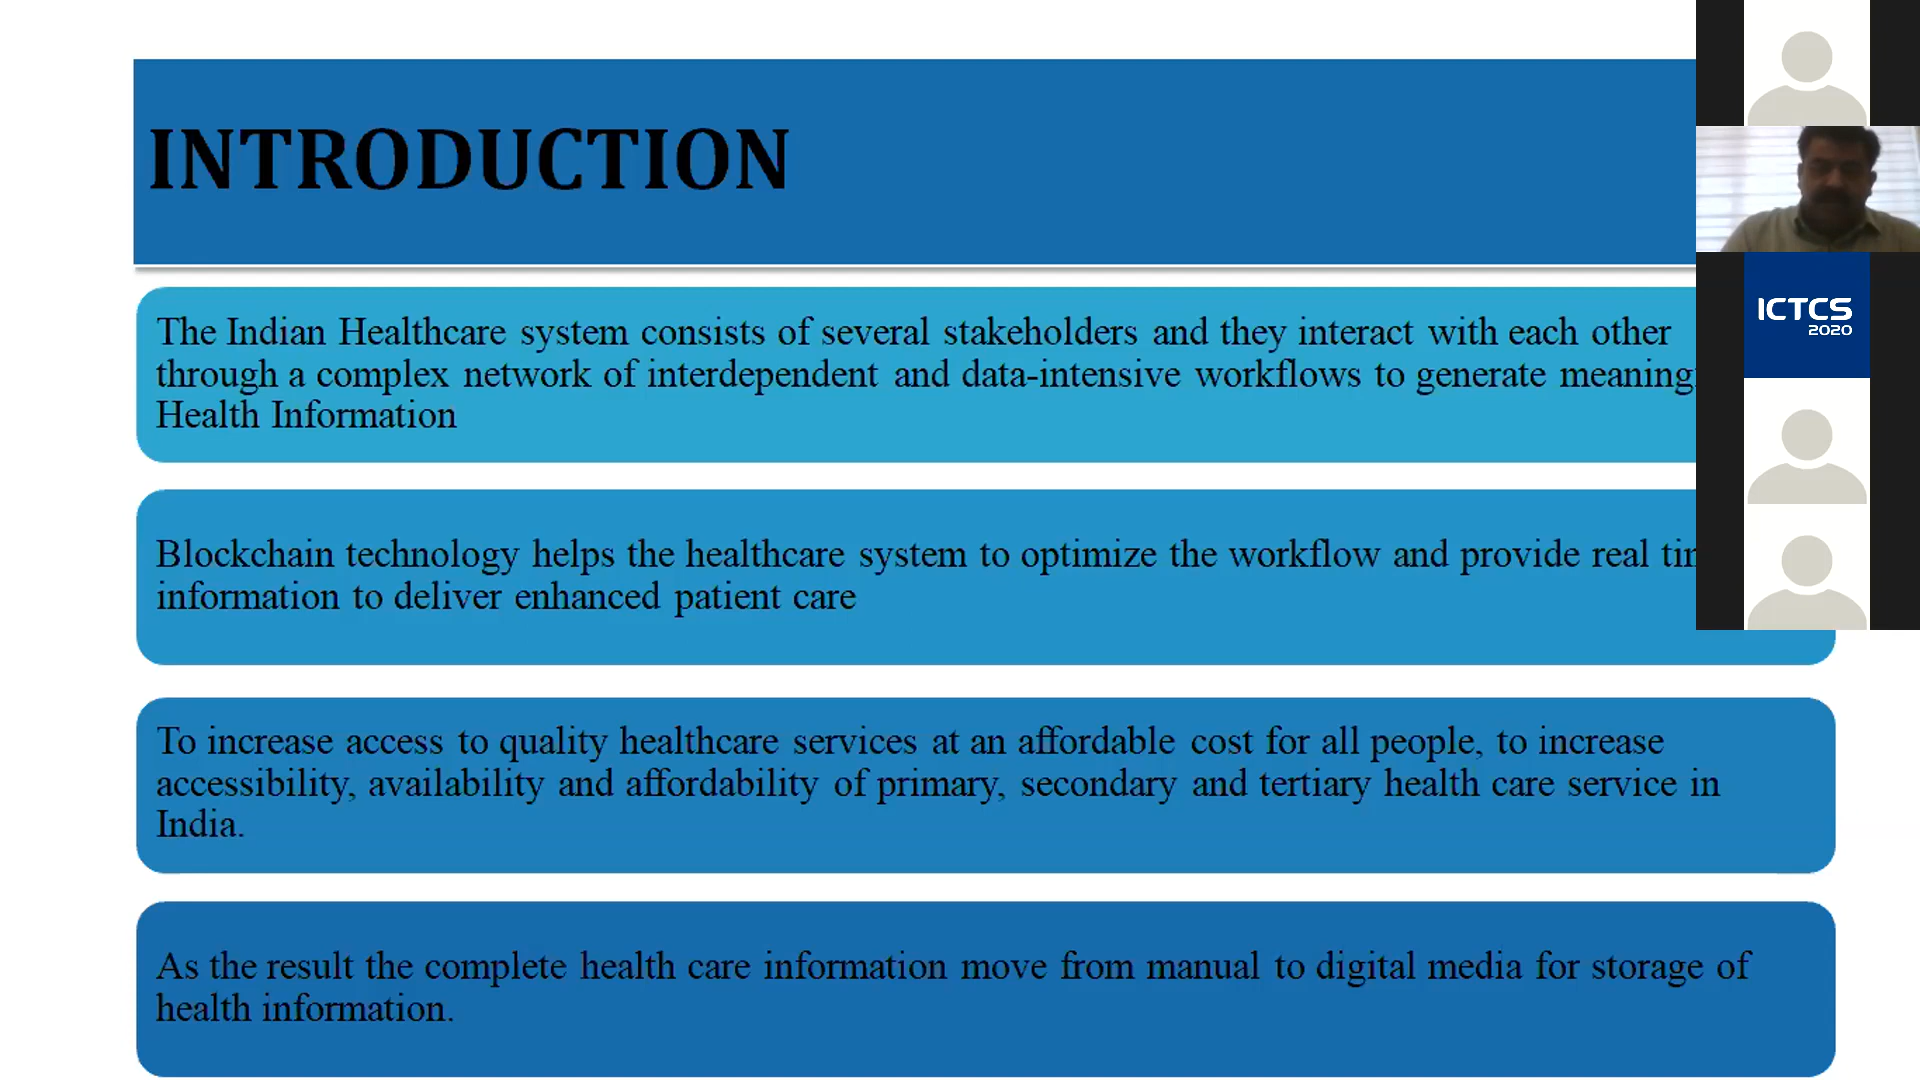 INTRODUCTION
The Indian Healthcare system consists of several stakeholders and they interact with each other
through a complex network of interdependent and data-intensive workflows to generate
Health Information
Blockchain technology helps the healthcare system to optimize the workflow and provide real
information to deliver enhanced patient care
To increase access to quality healthcare services at an affordable cost for all people, to increase
accessibility, availability and affordability of primary, secondary and tertiary health care service in
India.
As the result the complete health care information move from manual to digital media for storage of
health information.
ICTCS
2020